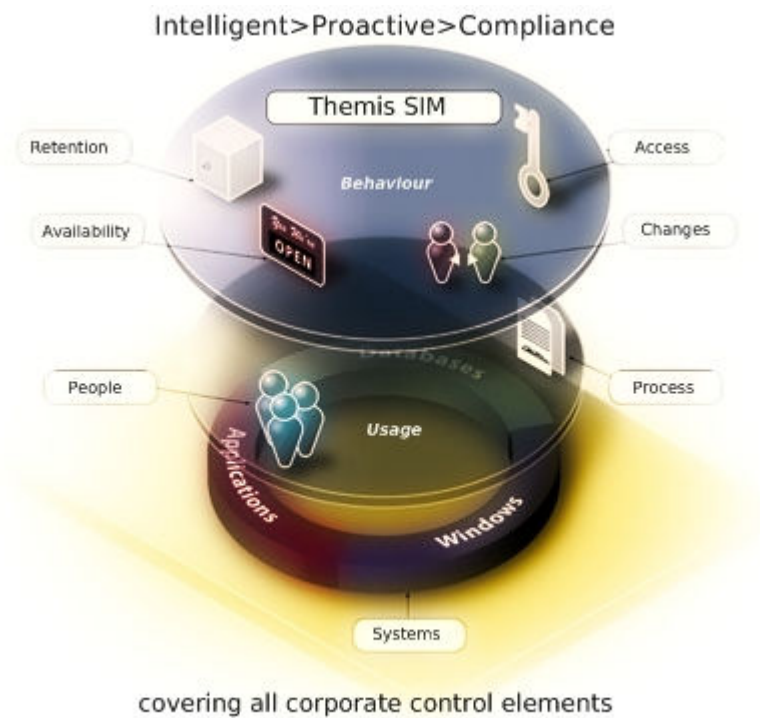 Intelligent>Proactive>Compliance
Themis SIM
Retention
Access
Behaviour
Availability
OPEN
Changes
Databases
People
Process
Usage
Applications
Windows
Systems
covering all corporate control elements